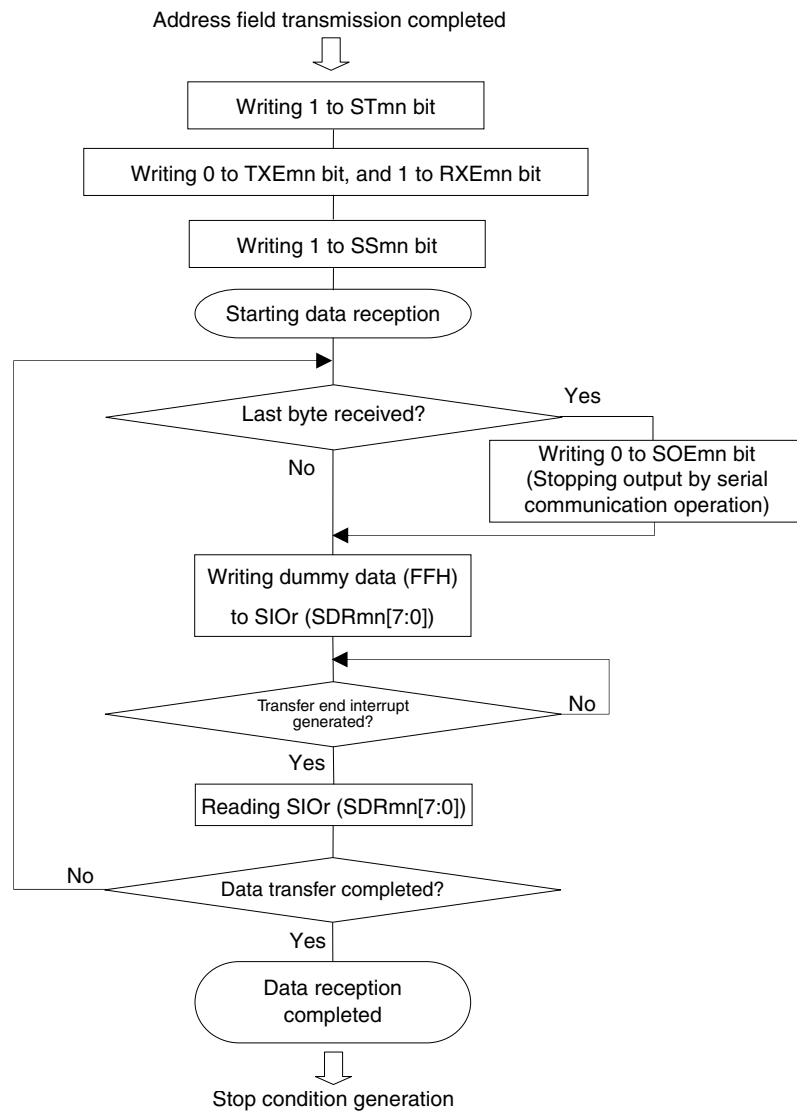 Address field transmission completed
Writing 1 to STmn bit
Writing 0 to TXEmn bit, and 1 to RXEmn bit
Writing 1 to SSmn bit
Starting data reception
Last byte received?
Yes
No
Writing 0 to SOEmn bit
(Stopping output by serial
communication operation)
Writing dummy data (FFH)
to SIOr (SDRmn[7:0])
Transfer end interrupt
generated?
No
Yes
Reading SIOr (SDRmn[7:0])
No
Data transfer completed?
Yes
Data reception
completed
Stop condition generation